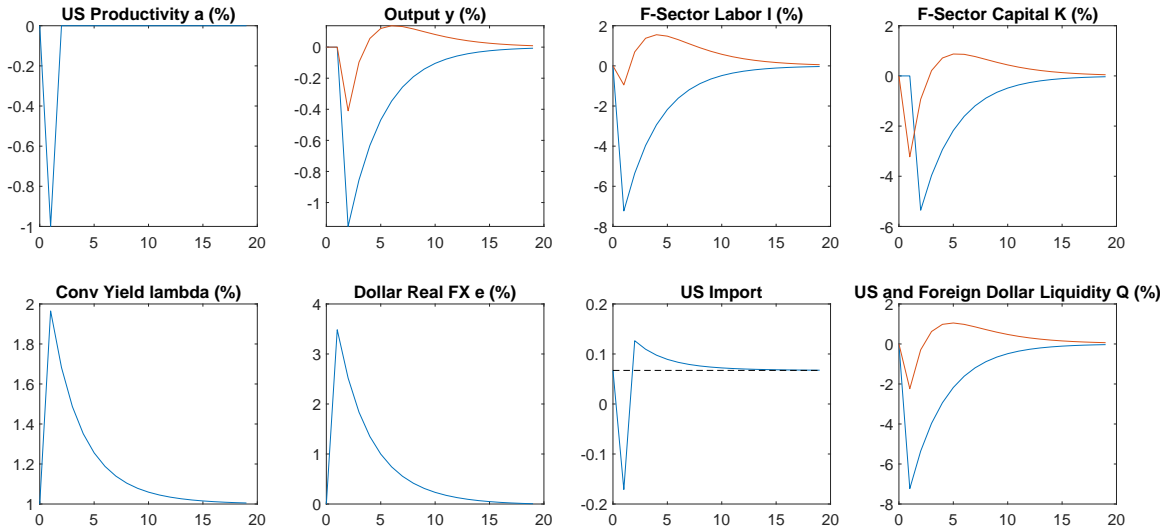 US Productivity a (%)
0
-0.2
-0.4
-0.6
-0.8
-1
0 5 10 15 20
Output y (%)
0
-0.2
-0.4
-0.6
-0.8
-1
0 5 10 15 20
F-Sector Labor l (%)
2
0
-2
-4
-6
-8
0 5 10 15 20
F-Sector Capital K (%)
2
0
-2
-4
-6
0 5 10 15 20
Conv Yield lambda (%)
2
1.8
1.6
1.4
1.2
1
0 5 10 15 20
Dollar Real FX e (%)
4
3
2
1
0
0 5 10 15 20
US Import
0.2
0.1
0
-0.1
-0.2
0 5 10 15 20
US and Foreign Dollar Liquidity Q (%)
2
0
-2
-4
-6
-8
0 5 10 15 20